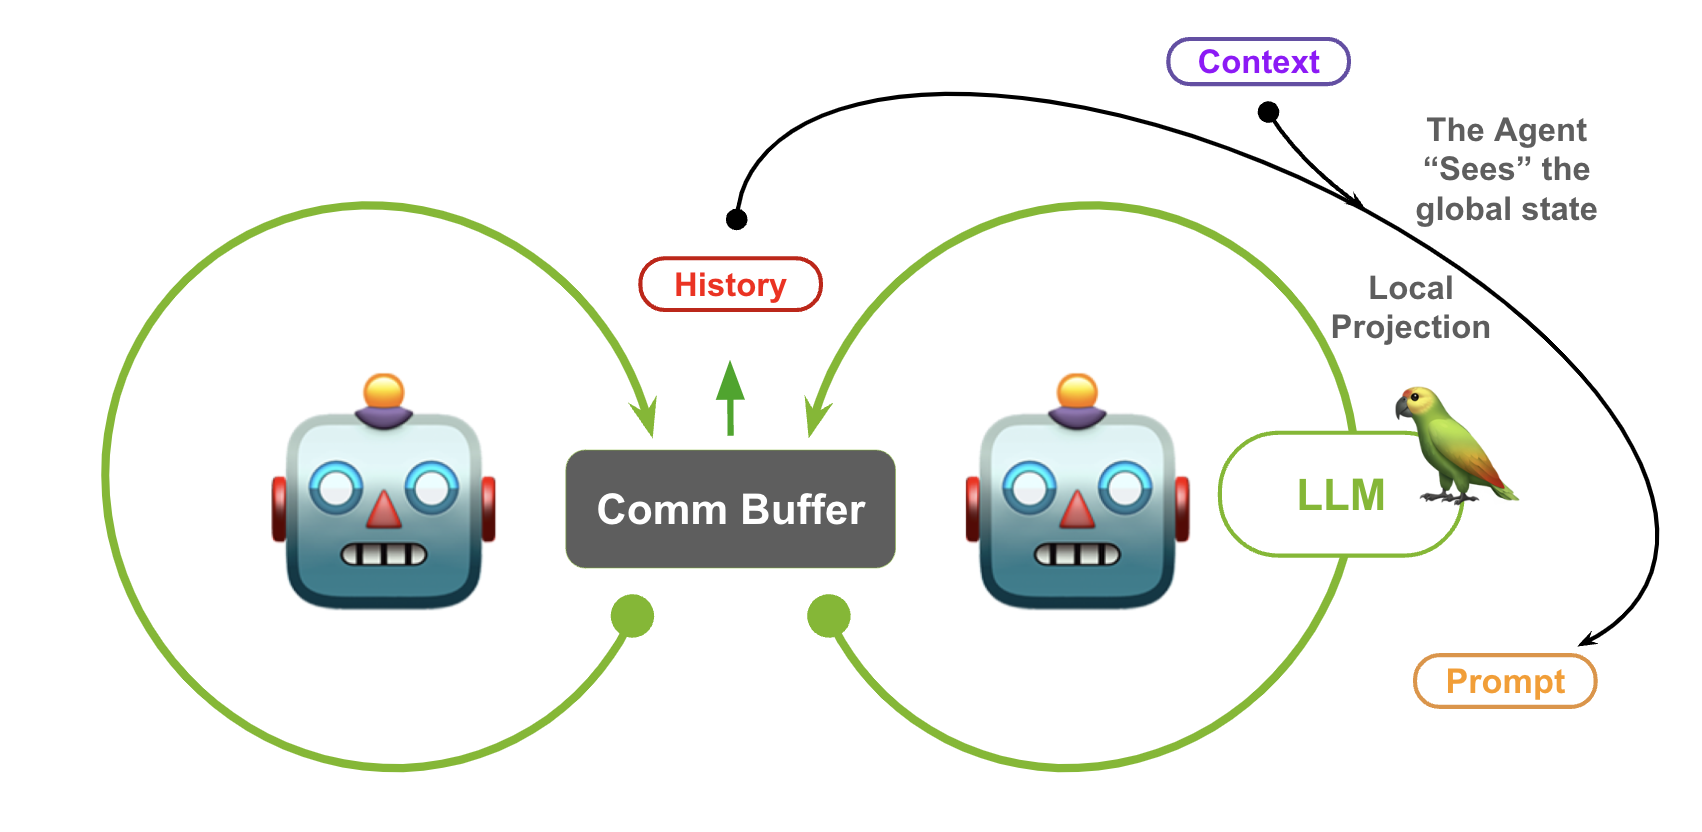 Context
The Agent
“Sees” the
global state
History
Local
Projection
Comm Buffer
LLM
Prompt